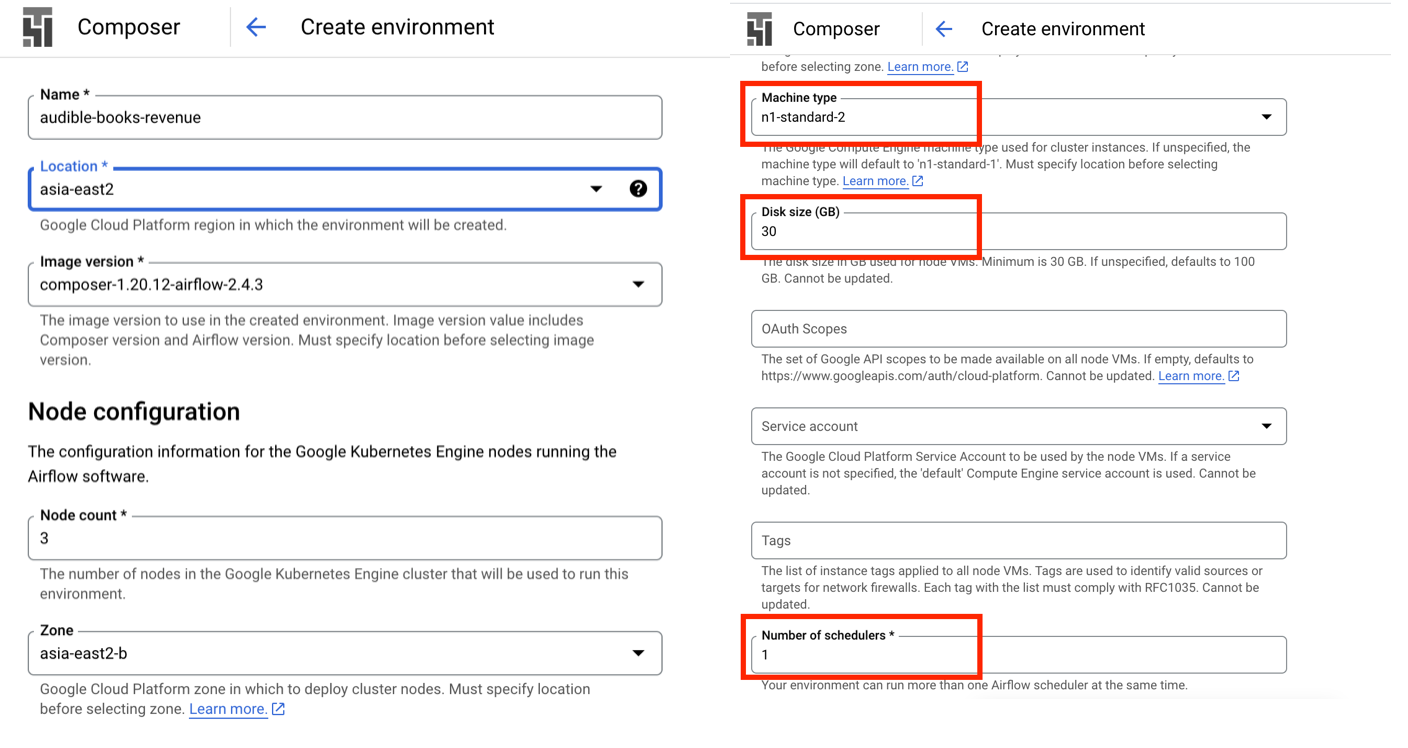 Composer
Create environment
Name *
audible-books-revenue
Location *
asia-east2
Google Cloud Platform region in which the environment will be created.
Image version *
composer-1.20.12-airflow-2.4.3
The image version to use in the created environment. Image version value includes
Composer version and Airflow version. Must specify location before selecting image
version.
Node configuration
The configuration information for the Google Kubernetes Engine nodes running the
Airflow software.
Node count *
3
The number of nodes in the Google Kubernetes Engine cluster that will be used to run this
environment.
Zone
asia-east2-b
Google Cloud Platform zone in which to deploy cluster nodes. Must specify location
before selecting zone. Learn more.
Composer
Create environment
before selecting zone. Learn more.
Machine type
n1-standard-2
The Google Compute Engine machine type used for cluster instances. If unspecified, the
machine type will default to 'n1-standard-1'. Must specify location before selecting
machine type. Learn more.
Disk size (GB)
30
The disk size in GB used for node VMs. Minimum is 30 GB. If unspecified, defaults to 100
GB. Cannot be updated.
OAuth Scopes
The set of Google API scopes to be made available on all node VMs. If empty, defaults to
https://www.googleapis.com/auth/cloud-platform. Cannot be updated. Learn more.
Service account
The Google Cloud Platform Service Account to be used by the node VMs. If a service
account is not specified, the 'default' Compute Engine service account is used. Cannot be
updated.
Tags
The list of instance tags applied to all node VMs. Tags are used to identify valid sources or
targets for network firewalls. Each tag with the list must comply with RFC1035. Cannot be
updated.
Number of schedulers *
1
Your environment can run more than one Airflow scheduler at the same time.